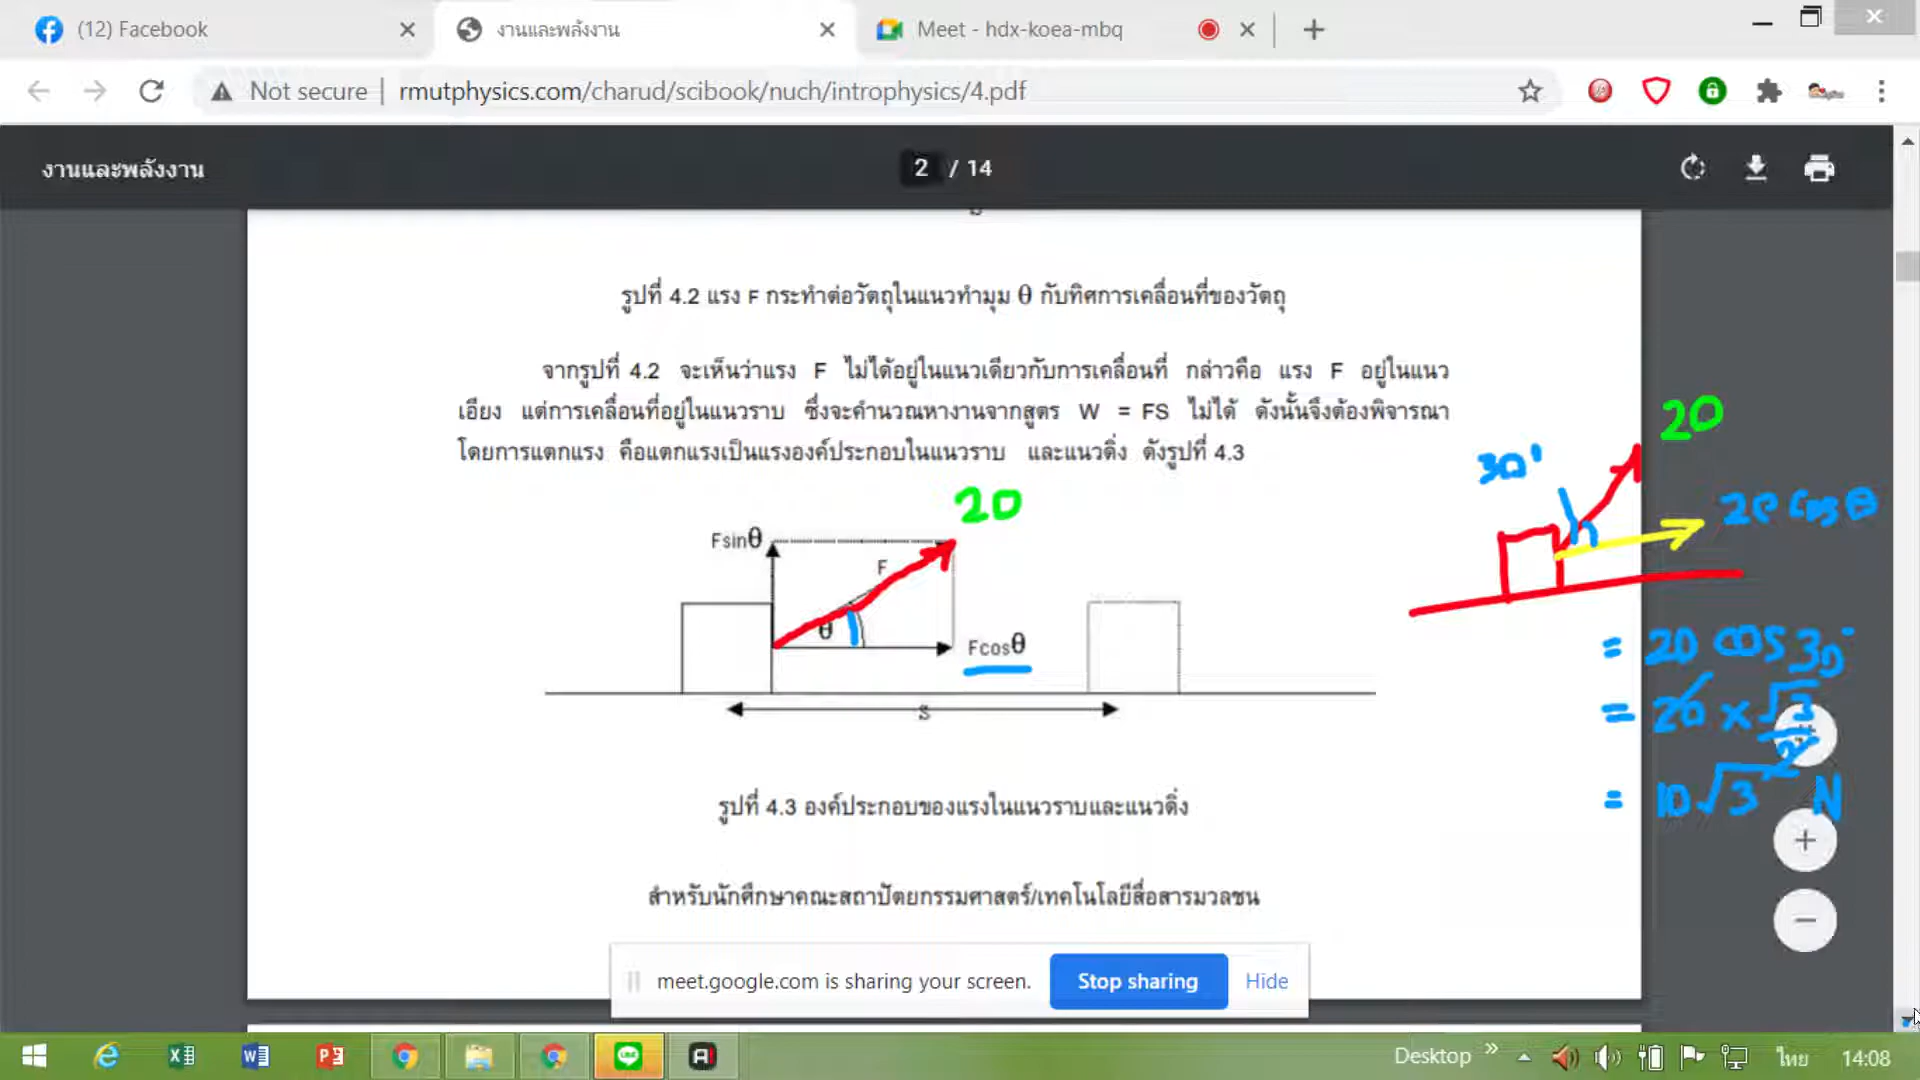 (12) Facebook
งานและพลังงาน
Meet - hdx-koea-mbq
Not secure
rmutphysics.com/charud/scibook/nuch/introphysics/4.pdf
งานและพลังงาน
2 / 14
รูปที่ 4.2 แรง F กระทำต่อวัตถุในแนวทำมุม θ กับทิศการเคลื่อนที่ของวัตถุ
จากรูปที่ 4.2 จะเห็นว่าแรง F ไม่ได้อยู่ในแนวเดียวกับการเคลื่อนที่ กล่าวคือ แรง F อยู่ในแนว
เอียง แต่การเคลื่อนที่อยู่ในแนวราบ ซึ่งจะคำนวณหางานจากสูตร W = FS ไม่ได้ ดังนั้นจึงต้องพิจารณา
โดยการแตกแรง คือแตกแรงเป็นแรงองค์ประกอบในแนวราบ และแนวดิ่ง ดังรูปที่ 4.3
20
30°
20 cos θ
20
Fsinθ
F
θ
Fcosθ
S
= 20 cos 30°
= 20 × √3/2
= 10√3 N
รูปที่ 4.3 องค์ประกอบของแรงในแนวราบและแนวดิ่ง
สำหรับนักศึกษาคณะสถาปัตยกรรมศาสตร์/เทคโนโลยีสื่อสารมวลชน
meet.google.com is sharing your screen.
Stop sharing
Hide
Desktop
ไทย
14:08